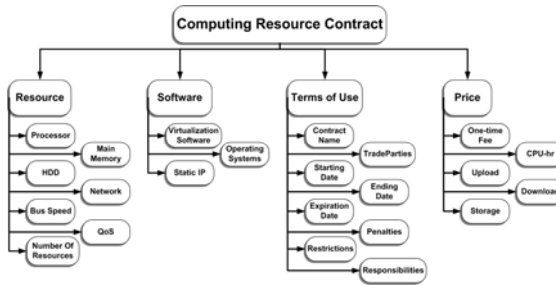 Computing Resource Contract
Resource
Software
Terms of Use
Price
Processor
Main
Memory
HDD
Network
Bus Speed
QoS
Number Of
Resources
Virtualization
Software
Operating
Systems
Static IP
Contract
Name
TradeParties
Starting
Date
Ending
Date
Expiration
Date
Penalties
Restrictions
Responsibilities
One-time
Fee
CPU-hr
Upload
Download
Storage